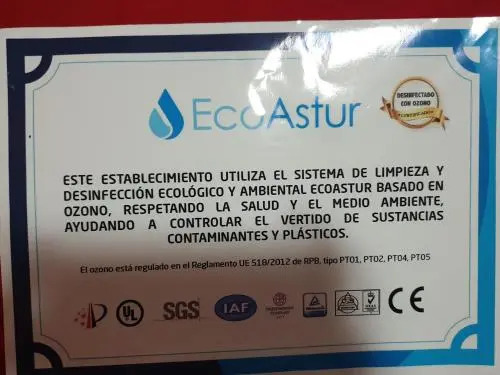 EcoAstur
DESINFECTADO
CON OZONO
ESTE ESTABLECIMIENTO UTILIZA EL SISTEMA DE LIMPIEZA Y
DESINFECCIÓN ECOLÓGICO Y AMBIENTAL ECOASTUR BASADO EN
OZONO, RESPETANDO LA SALUD Y EL MEDIO AMBIENTE,
AYUDANDO A CONTROLAR EL VERTIDO DE SUSTANCIAS
CONTAMINANTES Y PLÁSTICOS.
El ozono está regulado en el Reglamento UE 518/2012 de RPB, tipo PT01, PT02, PT04, PT05
UL
SGS
IAF
CE